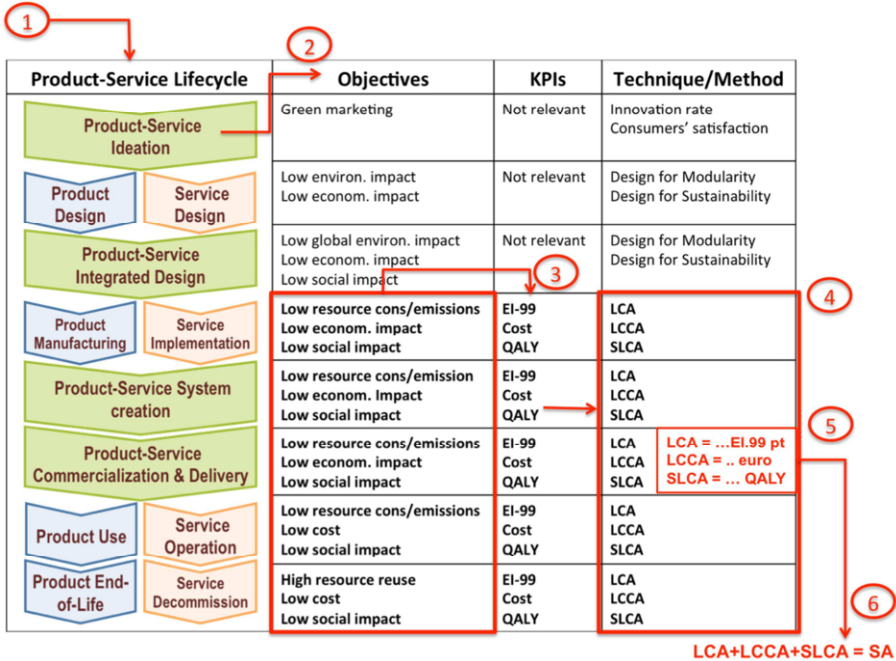 1
2
Product-Service Lifecycle
Objectives
KPIs
Technique/Method
Product-Service
Ideation
Green marketing
Not relevant
Innovation rate
Consumers' satisfaction
Product
Design
Service
Design
Low environ. impact
Low econom. impact
Not relevant
Design for Modularity
Design for Sustainability
Product-Service
Integrated Design
Low global environ. impact
Low econom. impact
Low social impact
Not relevant
Design for Modularity
Design for Sustainability
3
4
Product
Manufacturing
Service
Implementation
Low resource cons/emissions
Low econom. impact
Low social impact
EI-99
Cost
QALY
LCA
LCCA
SLCA
Product-Service System
creation
Low resource cons/emission
Low econom. Impact
Low social impact
EI-99
Cost
QALY
LCA
LCCA
SLCA
5
Product-Service
Commercialization & Delivery
Low resource cons/emissions
Low econom. impact
Low social impact
EI-99
Cost
QALY
LCA
LCCA
SLCA
LCA = ...EI.99 pt
LCCA = .. euro
SLCA = ... QALY
Product Use
Service
Operation
Low resource cons/emissions
Low cost
Low social impact
EI-99
Cost
QALY
LCA
LCCA
SLCA
Product End-
of-Life
Service
Decommission
High resource reuse
Low cost
Low social impact
EI-99
Cost
QALY
LCA
LCCA
SLCA
6
LCA+LCCA+SLCA = SA